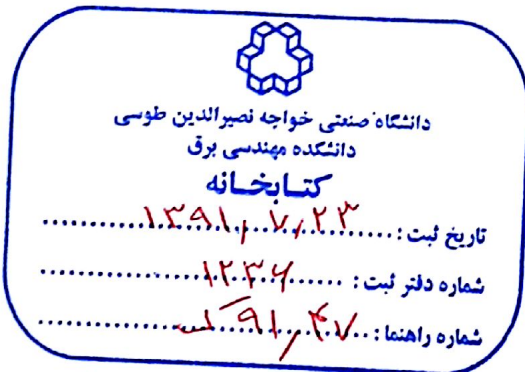 دانشگاه صنعتی خواجه نصیرالدین طوسی
دانشکده مهندسی برق
کتابخانه
تاریخ ثبت: ۱۳۹۱٫۷٫۲۳
شماره دفتر ثبت: ۱۲۳۶
شماره راهنما: ۹۱٫۴۷